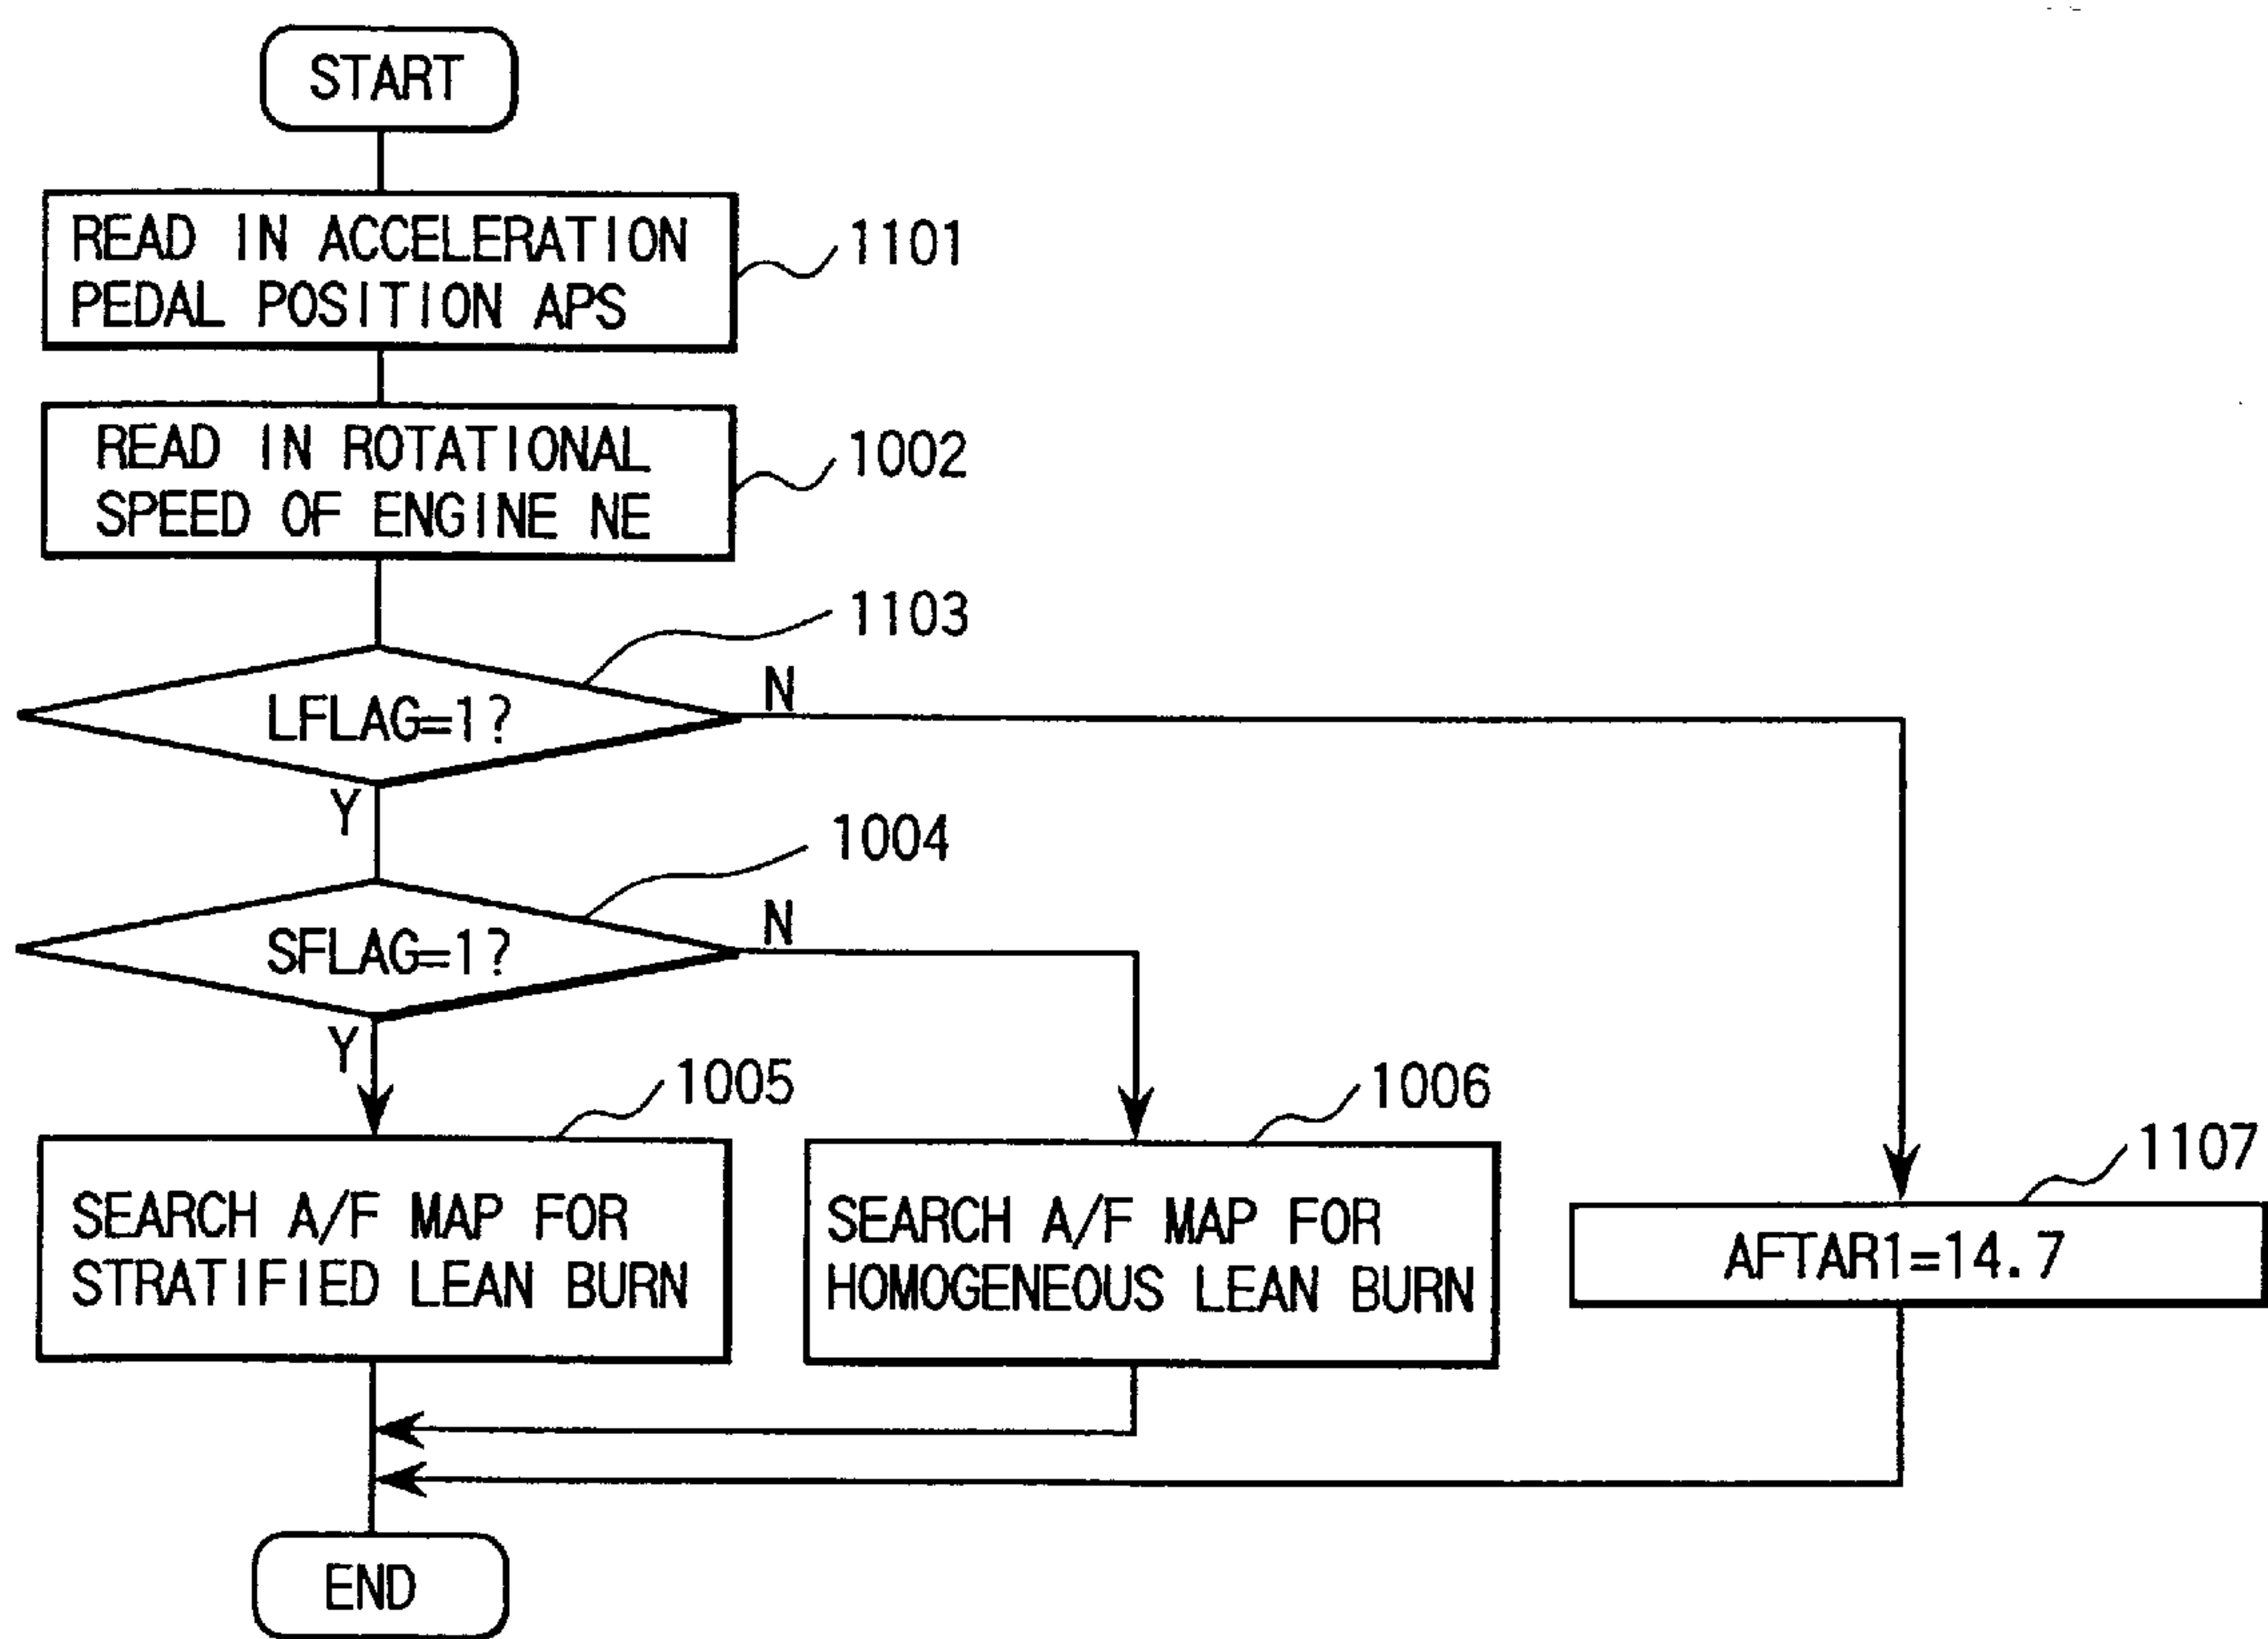 START
READ IN ACCELERATION
PEDAL POSITION APS
1101
READ IN ROTATIONAL
SPEED OF ENGINE NE
1002
1103
LFLAG=1?
N
Y
1004
SFLAG=1?
N
Y
1005
SEARCH A/F MAP FOR
STRATIFIED LEAN BURN
1006
SEARCH A/F MAP FOR
HOMOGENEOUS LEAN BURN
1107
AFTAR1=14.7
END